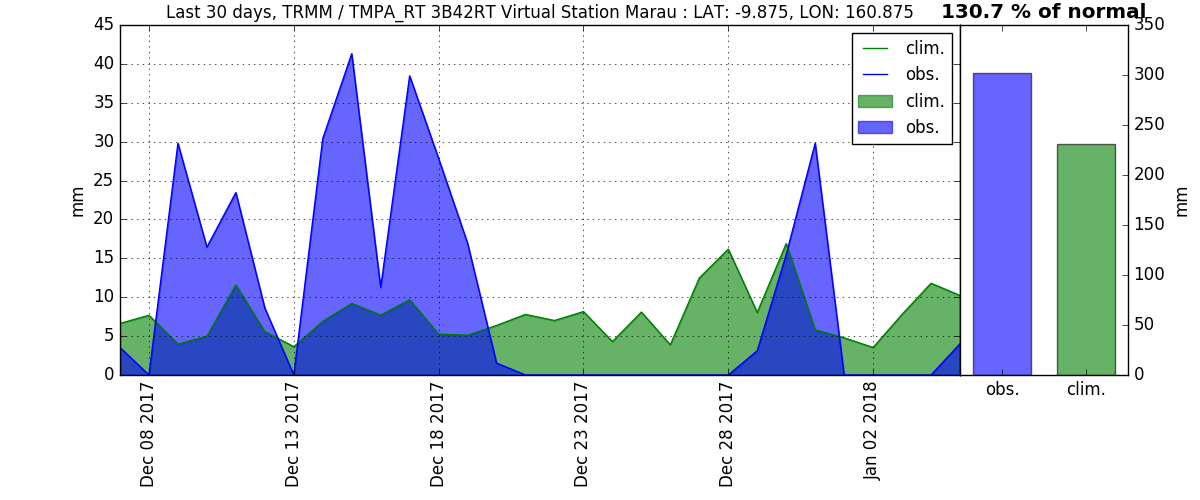 Last 30 days, TRMM / TMPA_RT 3B42RT Virtual Station Marau : LAT: -9.875, LON: 160.875
130.7 % of normal
45
40
35
30
25
20
15
10
5
0
mm
clim.
obs.
clim.
obs.
Dec 08 2017
Dec 13 2017
Dec 18 2017
Dec 23 2017
Dec 28 2017
Jan 02 2018
350
300
250
200
150
100
50
0
mm
obs.
clim.